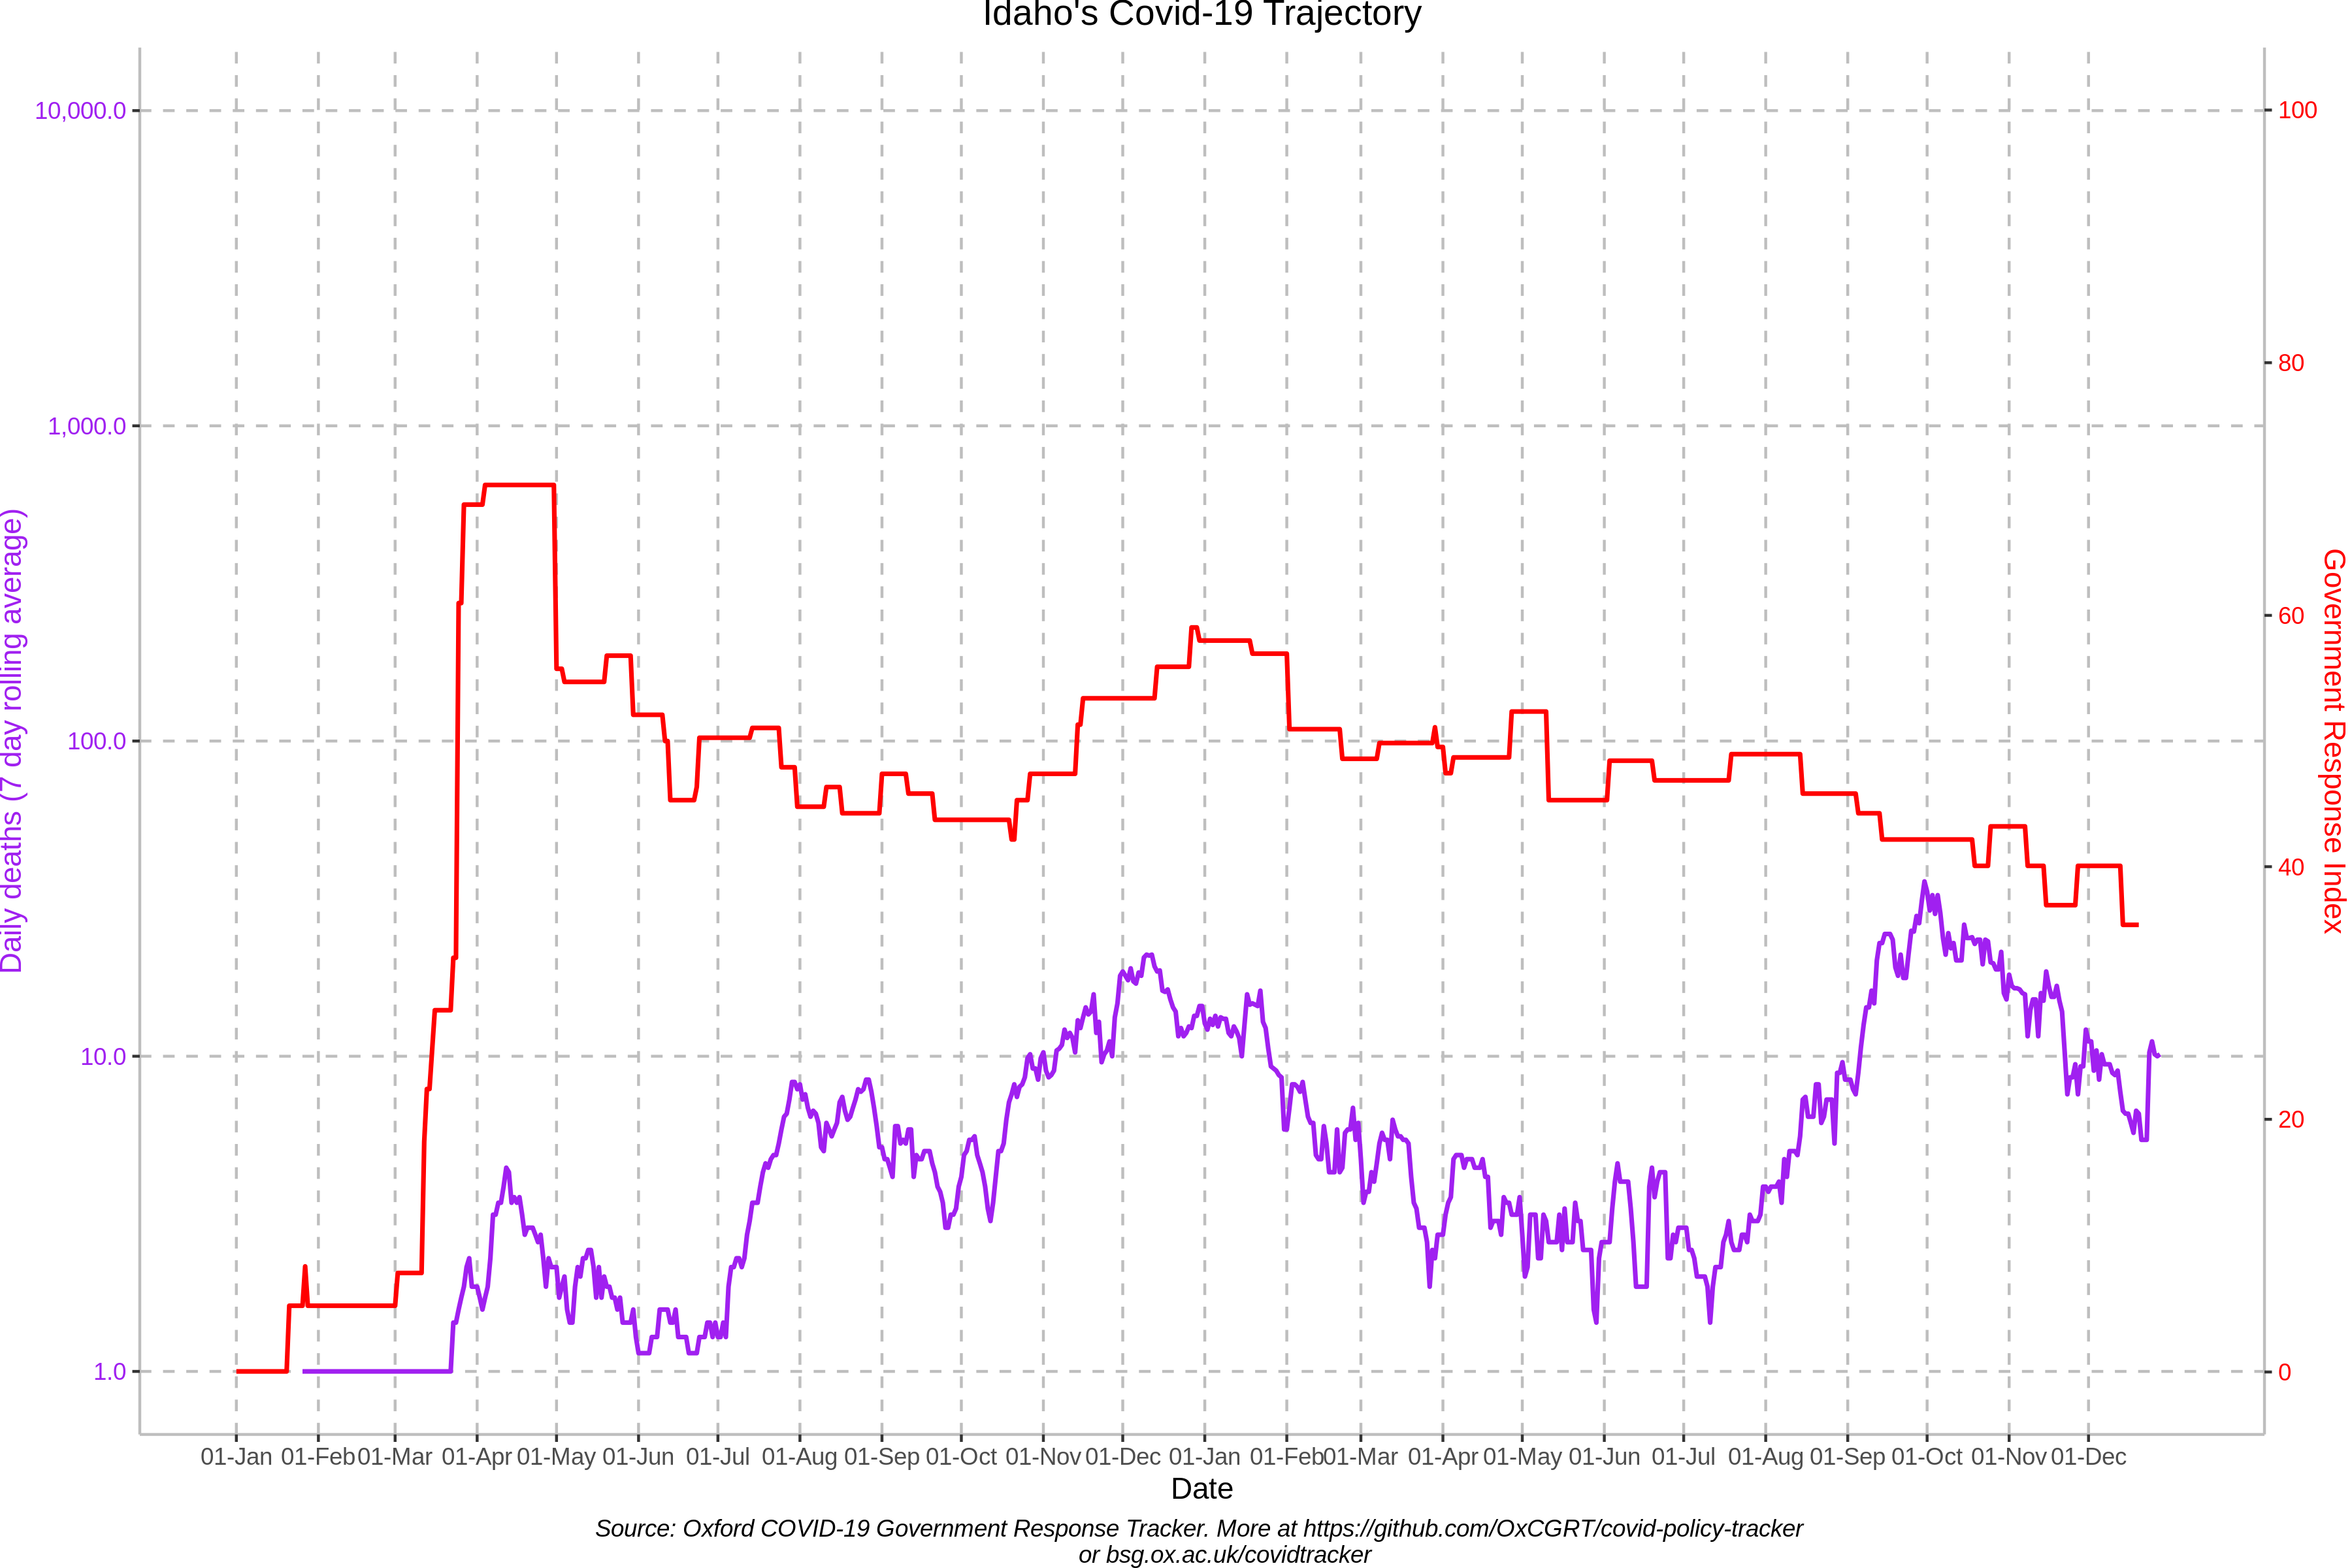 Idaho's Covid-19 Trajectory
Daily deaths (7 day rolling average)
10,000.0
1,000.0
100.0
10.0
1.0
100
80
60
40
20
0
Government Response Index
01-Jan 01-Feb 01-Mar 01-Apr 01-May 01-Jun 01-Jul 01-Aug 01-Sep 01-Oct 01-Nov 01-Dec 01-Jan 01-Feb 01-Mar 01-Apr 01-May 01-Jun 01-Jul 01-Aug 01-Sep 01-Oct 01-Nov 01-Dec
Date
Source: Oxford COVID-19 Government Response Tracker. More at https://github.com/OxCGRT/covid-policy-tracker
or bsg.ox.ac.uk/covidtracker